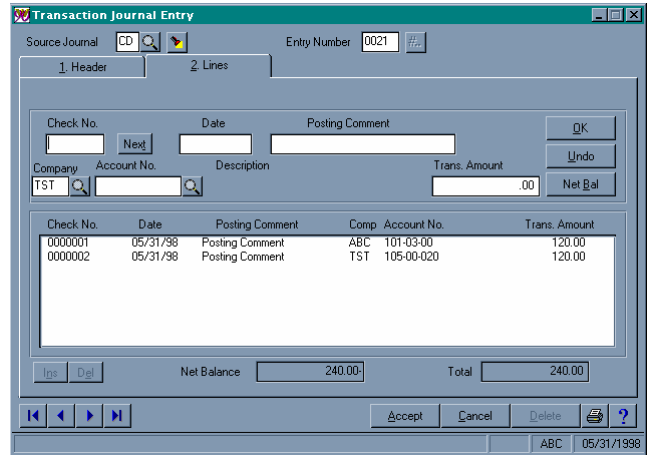 Transaction Journal Entry
Source Journal CD Entry Number 0021 #..
1. Header 2. Lines
Check No. Date Posting Comment OK
Next
Undo
Company Account No. Description Trans. Amount
TST .00 Net Bal
Check No. Date Posting Comment Comp Account No. Trans. Amount
0000001 05/31/98 Posting Comment ABC 101-03-00 120.00
0000002 05/31/98 Posting Comment TST 105-00-020 120.00
Ins Del Net Balance 240.00- Total 240.00
Accept Cancel Delete ?
ABC 05/31/1998